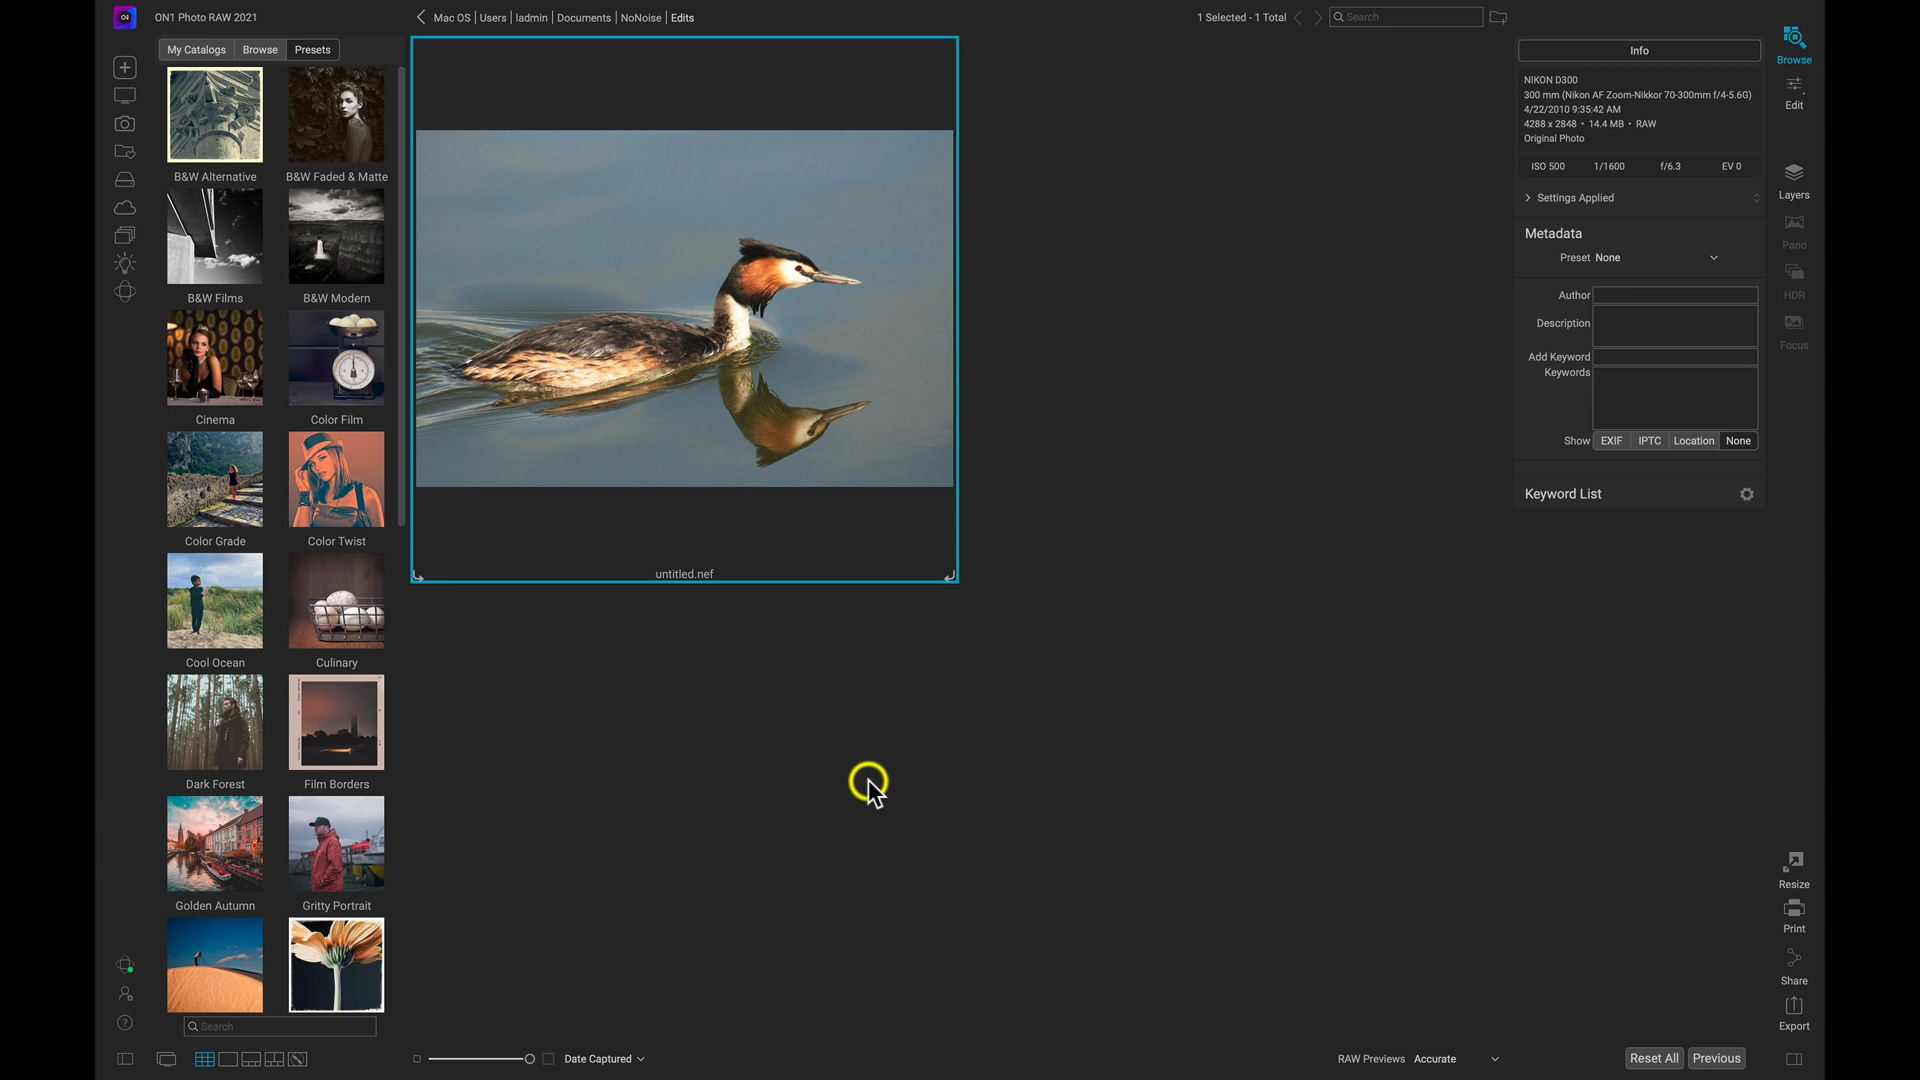 ON1 Photo RAW 2021
Mac OS | Users | ladmin | Documents | NoNoise | Edits
1 Selected - 1 Total
Search
My Catalogs Browse Presets
B&W Alternative B&W Faded & Matte
B&W Films B&W Modern
Cinema Color Film
Color Grade Color Twist
Cool Ocean Culinary
Dark Forest Film Borders
Golden Autumn Gritty Portrait
Search
untitled.nef
Date Captured
RAW Previews Accurate
Reset All Previous
Info
NIKON D300
300 mm (Nikon AF Zoom-Nikkor 70-300mm f/4-5.6G)
4/22/2010 9:35:42 AM
4288 x 2848 • 14.4 MB • RAW
Original Photo
ISO 500 1/1600 f/6.3 EV 0
Settings Applied
Metadata
Preset None
Author
Description
Add Keyword
Keywords
Show EXIF IPTC Location None
Keyword List
Browse
Edit
Layers
Pano
HDR
Focus
Resize
Print
Share
Export